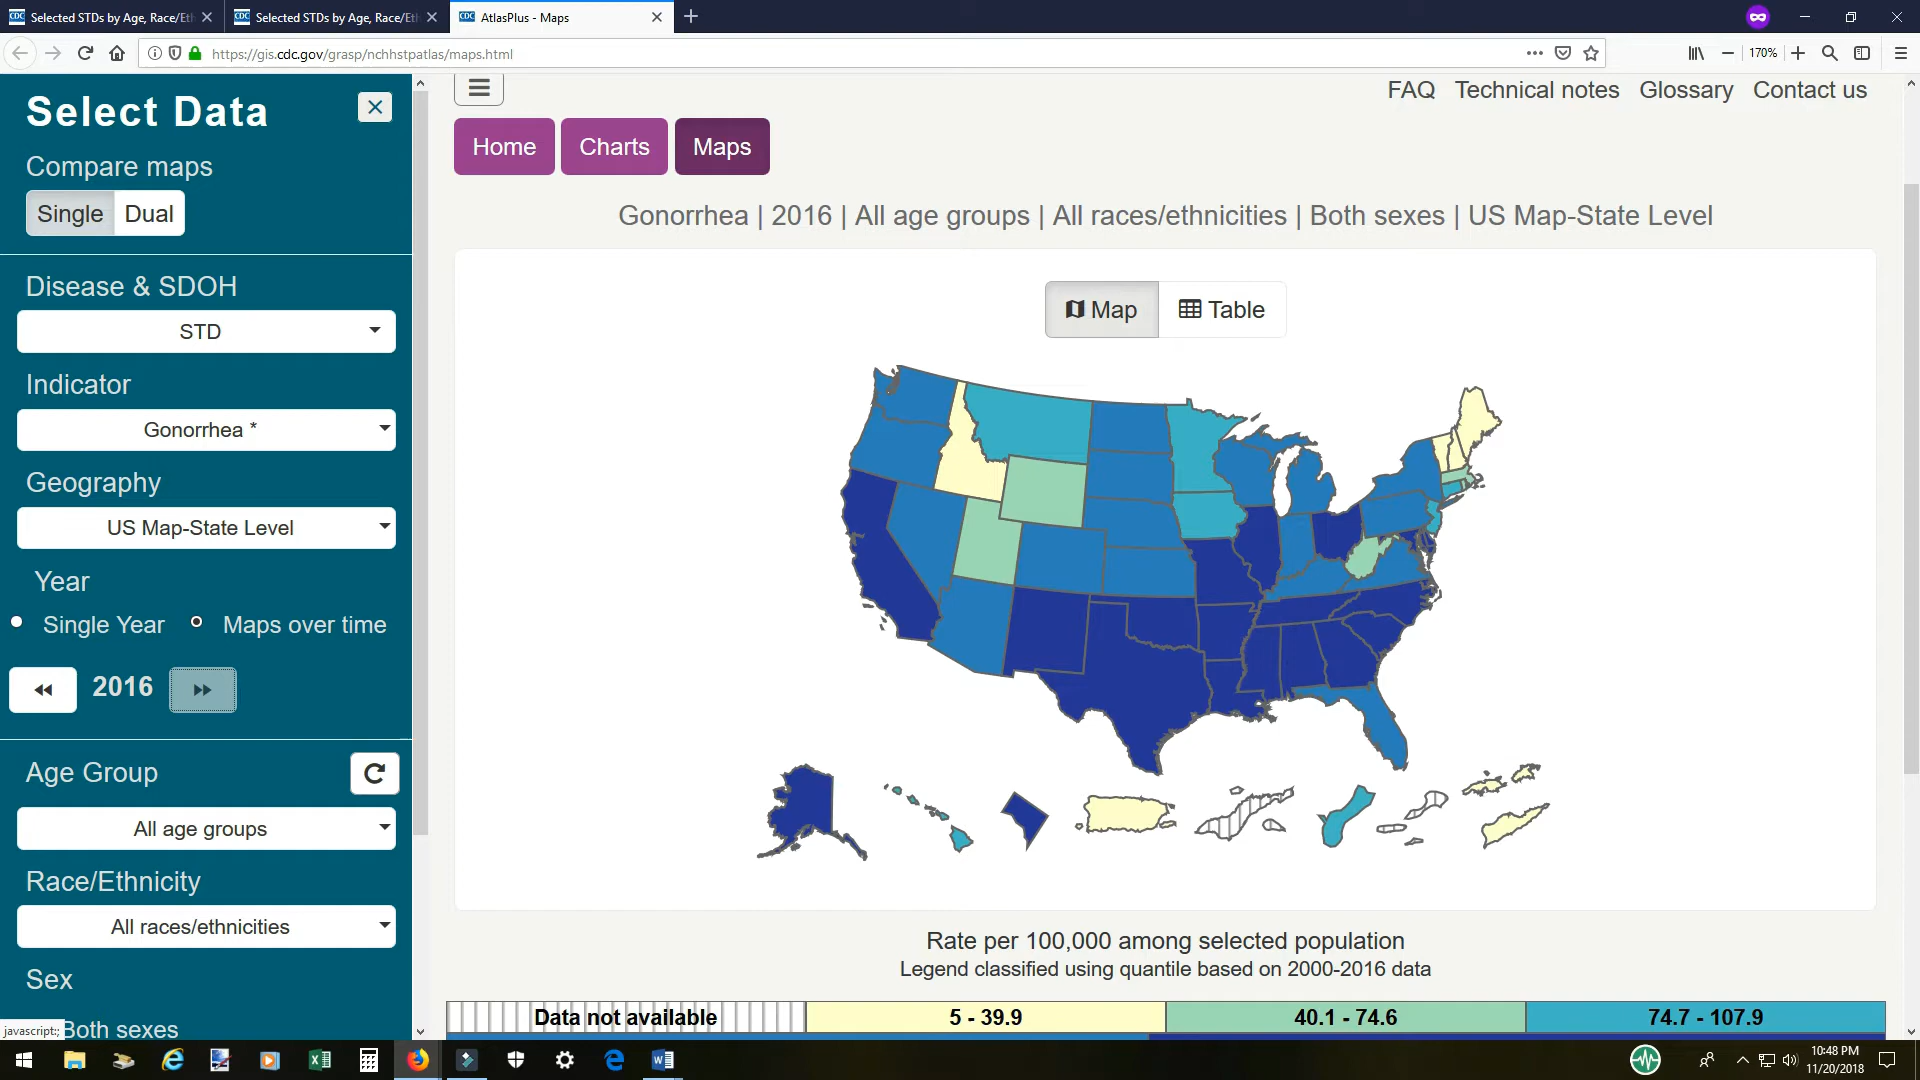 Selected STDs by Age, Race/Eth
Selected STDs by Age, Race/Eth
AtlasPlus - Maps
https://gis.cdc.gov/grasp/nchhstpatlas/maps.html
170%
Select Data
Compare maps
Single Dual
Disease & SDOH
STD
Indicator
Gonorrhea *
Geography
US Map-State Level
Year
Single Year Maps over time
2016
Age Group
All age groups
Race/Ethnicity
All races/ethnicities
Sex
Both sexes
javascript:;
FAQ Technical notes Glossary Contact us
Home Charts Maps
Gonorrhea | 2016 | All age groups | All races/ethnicities | Both sexes | US Map-State Level
Map Table
Rate per 100,000 among selected population
Legend classified using quantile based on 2000-2016 data
Data not available 5 - 39.9 40.1 - 74.6 74.7 - 107.9
10:48 PM
11/20/2018